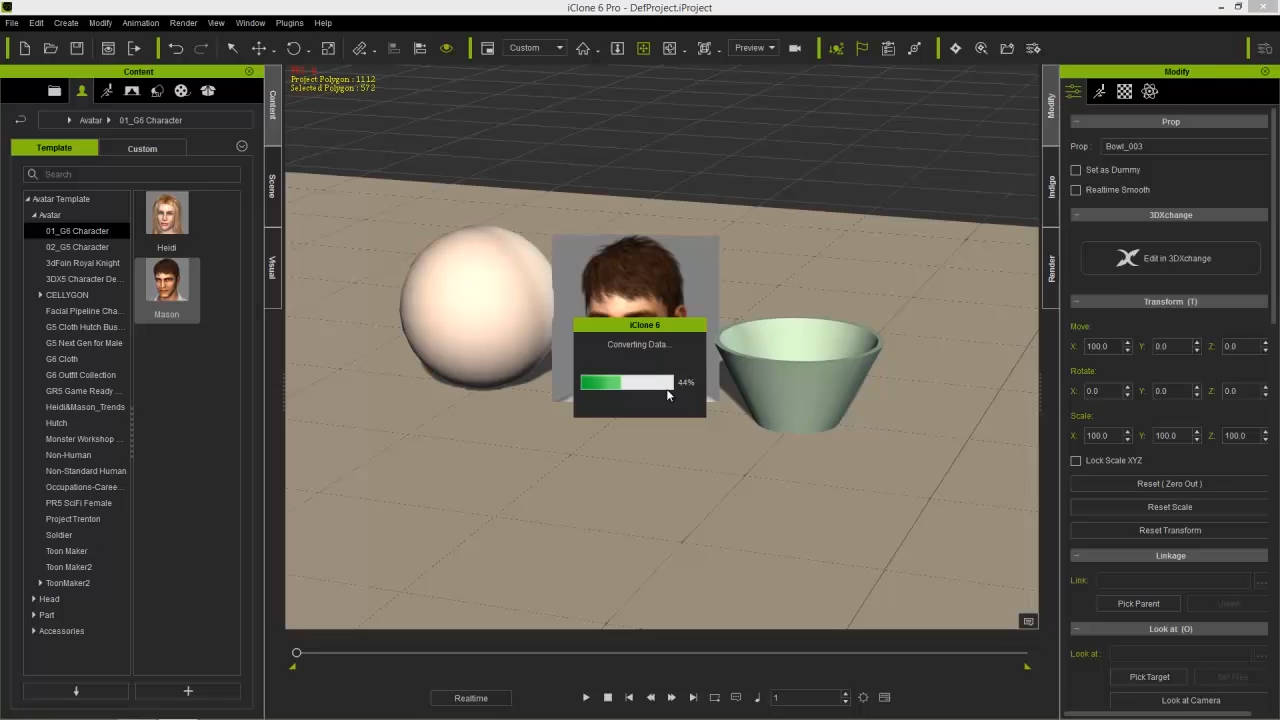 iClone 6 Pro - DefProject.iProject
File Edit Create Modify Animation Render View Window Plugins Help
Custom Preview
Content
Project Polygon : 1112
Selected Polygon : 572
Avatar 01_G6 Character
Template Custom
Search
Avatar Template
Avatar
01_G6 Character
02_G5 Character
3dFoin Royal Knight
3DX5 Character De...
CELLYGON
Facial Pipeline Cha...
G5 Cloth Hutch Bus...
G5 Next Gen for Male
G6 Cloth
G6 Outfit Collection
GR5 Game Ready ...
Heidi&Mason_Trends
Hutch
Monster Workshop ...
Non-Human
Non-Standard Human
Occupations-Caree...
PR5 SciFi Female
ProjectTrenton
Soldier
Toon Maker
Toon Maker2
ToonMaker2
Head
Part
Accessories
Heidi
Mason
Content
Scene
Visual
iClone 6
Converting Data...
44%
Realtime
1
Modify
Indigo
Render
Modify
Prop
Prop : Bowl_003
Set as Dummy
Realtime Smooth
3DXchange
Edit in 3DXchange
Transform (T)
Move:
X: 100.0 Y: 0.0 Z: 0.0
Rotate:
X: 0.0 Y: 0.0 Z: 0.0
Scale:
X: 100.0 Y: 100.0 Z: 100.0
Lock Scale XYZ
Reset ( Zero Out )
Reset Scale
Reset Transform
Linkage
Link: ...
Pick Parent
Look at (O)
Look at : ...
Pick Target
Look at Camera